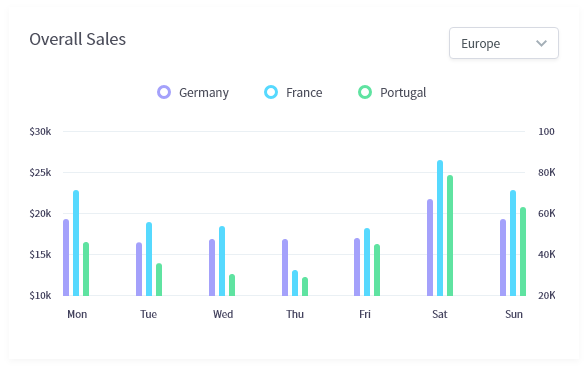 Overall Sales
Europe
Germany France Portugal
$30k 100
$25k 80K
$20k 60K
$15k 40K
$10k 20K
Mon Tue Wed Thu Fri Sat Sun